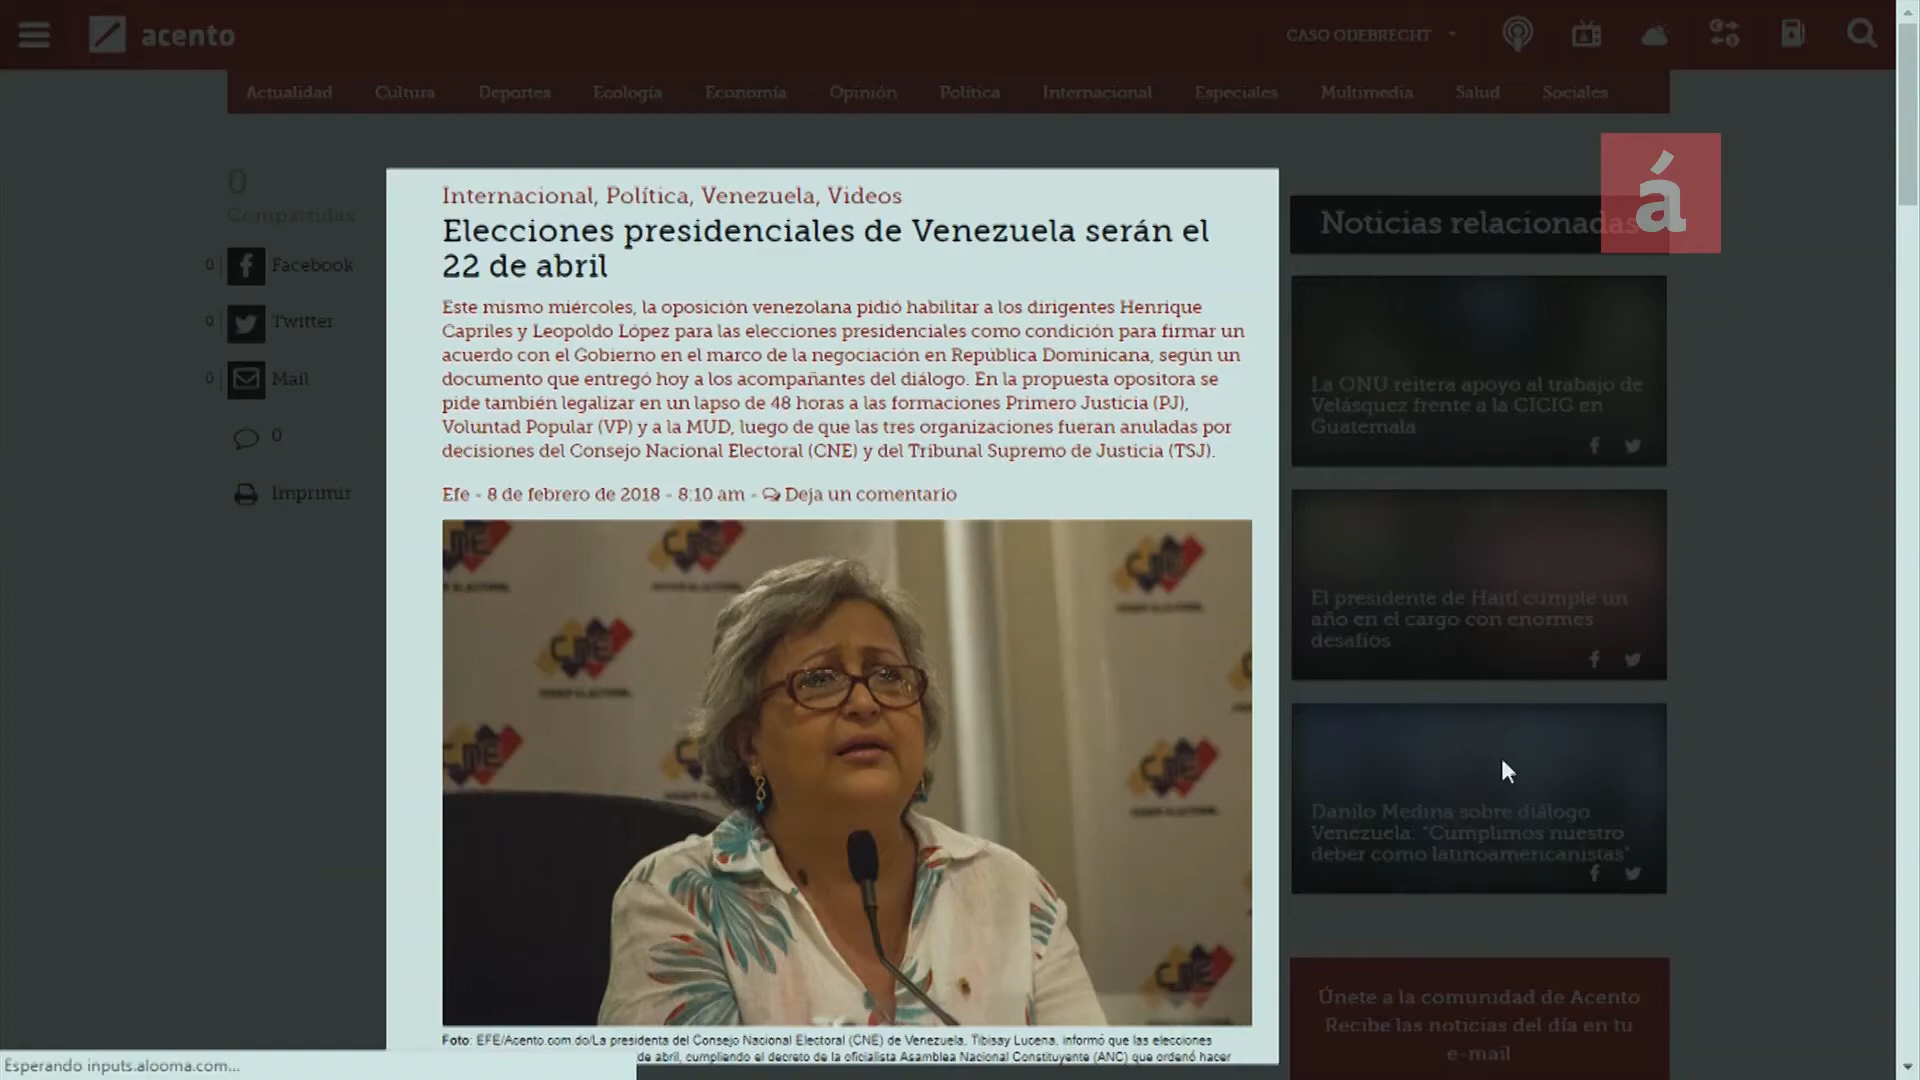 acento
CASO ODEBRECHT
Actualidad Cultura Deportes Ecología Economía Opinión Política Internacional Especiales Multimedia Salud Sociales
0
Compartidas
0 Facebook
0 Twitter
0 Mail
0
Imprimir
Internacional, Política, Venezuela, Videos
Elecciones presidenciales de Venezuela serán el
22 de abril
Este mismo miércoles, la oposición venezolana pidió habilitar a los dirigentes Henrique
Capriles y Leopoldo López para las elecciones presidenciales como condición para firmar un
acuerdo con el Gobierno en el marco de la negociación en República Dominicana, según un
documento que entregó hoy a los acompañantes del diálogo. En la propuesta opositora se
pide también legalizar en un lapso de 48 horas a las formaciones Primero Justicia (PJ),
Voluntad Popular (VP) y a la MUD, luego de que las tres organizaciones fueran anuladas por
decisiones del Consejo Nacional Electoral (CNE) y del Tribunal Supremo de Justicia (TSJ).
Efe - 8 de febrero de 2018 - 8:10 am - Deja un comentario
CNE
CNE
CNE
CNE
CNE
CNE
CNE
Foto: EFE/Acento.com.do/La presidenta del Consejo Nacional Electoral (CNE) de Venezuela, Tibisay Lucena, informó que las elecciones
de abril, cumpliendo el decreto de la oficialista Asamblea Nacional Constituyente (ANC) que ordenó hacer
á
Noticias relacionadas
La ONU reitera apoyo al trabajo de
Velásquez frente a la CICIG en
Guatemala
El presidente de Haití cumple un
año en el cargo con enormes
desafíos
Danilo Medina sobre diálogo
Venezuela: "Cumplimos nuestro
deber como latinoamericanistas"
Únete a la comunidad de Acento
Recibe las noticias del día en tu
e-mail
Esperando inputs.alooma.com...